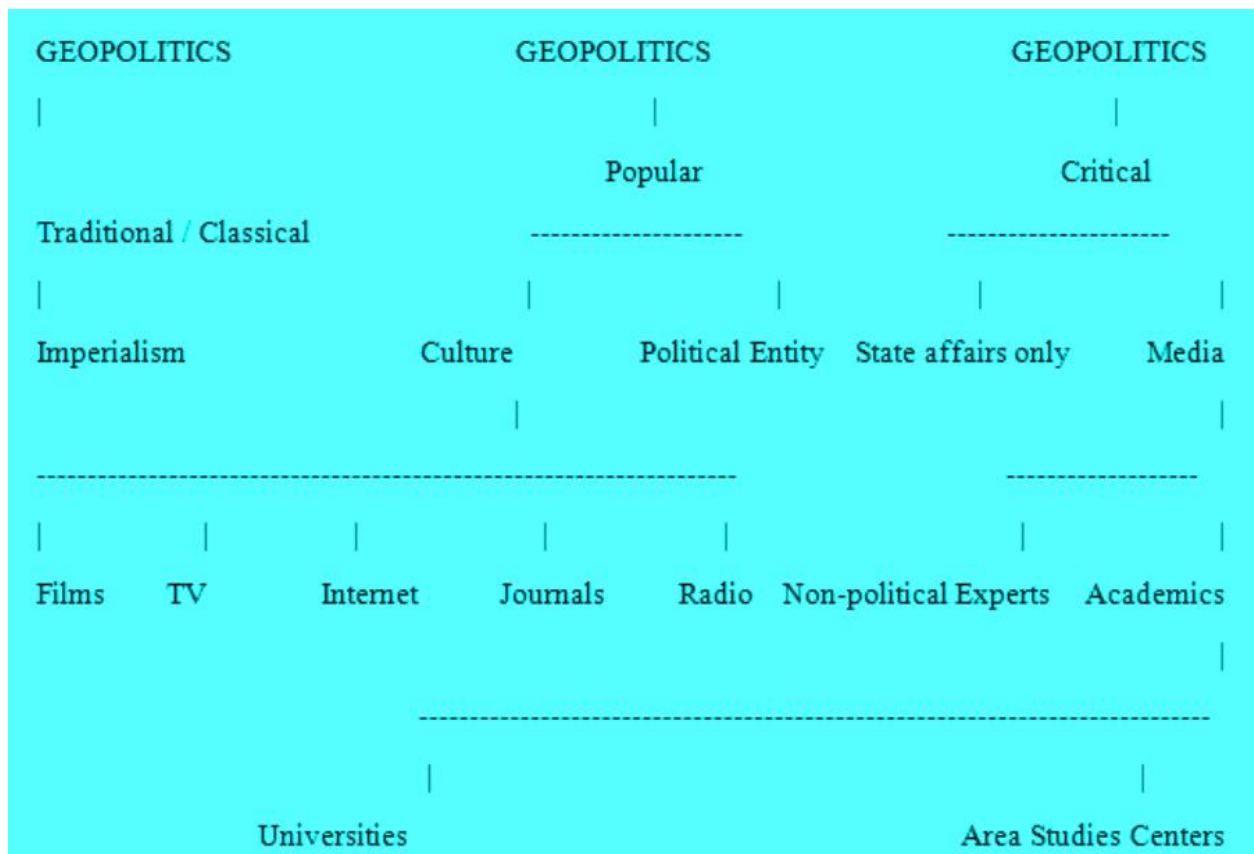 GEOPOLITICS GEOPOLITICS GEOPOLITICS
| | |
Popular Critical
Traditional / Classical --------------------- ----------------------
| | | | |
Imperialism Culture Political Entity State affairs only Media
| |
---------------------------------------------------------------------- -------------------
| | | | | | |
Films TV Internet Journals Radio Non-political Experts Academics
|
-------------------------------------------------------------------------------
| |
Universities Area Studies Centers